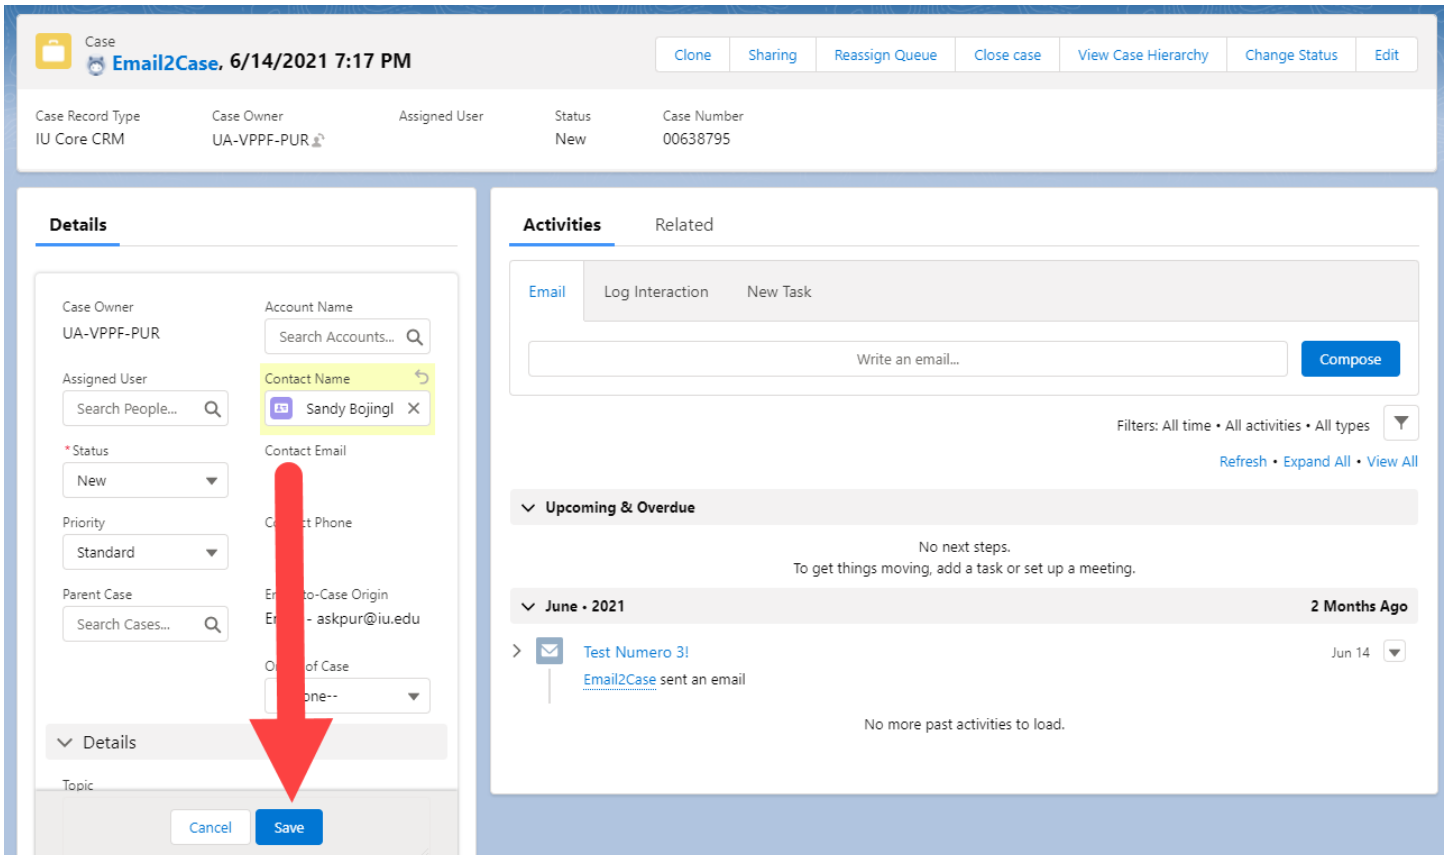 Case
Email2Case, 6/14/2021 7:17 PM
Clone Sharing Reassign Queue Close case View Case Hierarchy Change Status Edit
Case Record Type Case Owner Assigned User Status Case Number
IU Core CRM UA-VPPF-PUR New 00638795
Details
Case Owner Account Name
UA-VPPF-PUR Search Accounts...
Assigned User Contact Name
Search People... Sandy Bojingl
*Status Contact Email
New
Priority Phone
Standard
Parent Case to-Case Origin
Search Cases... - askpur@iu.edu
of Case
Details
Topic
Cancel Save
Activities Related
Email Log Interaction New Task
Write an email... Compose
Filters: All time • All activities • All types
Refresh • Expand All • View All
Upcoming & Overdue
No next steps.
To get things moving, add a task or set up a meeting.
June • 2021 2 Months Ago
Test Numero 3! Jun 14
Email2Case sent an email
No more past activities to load.